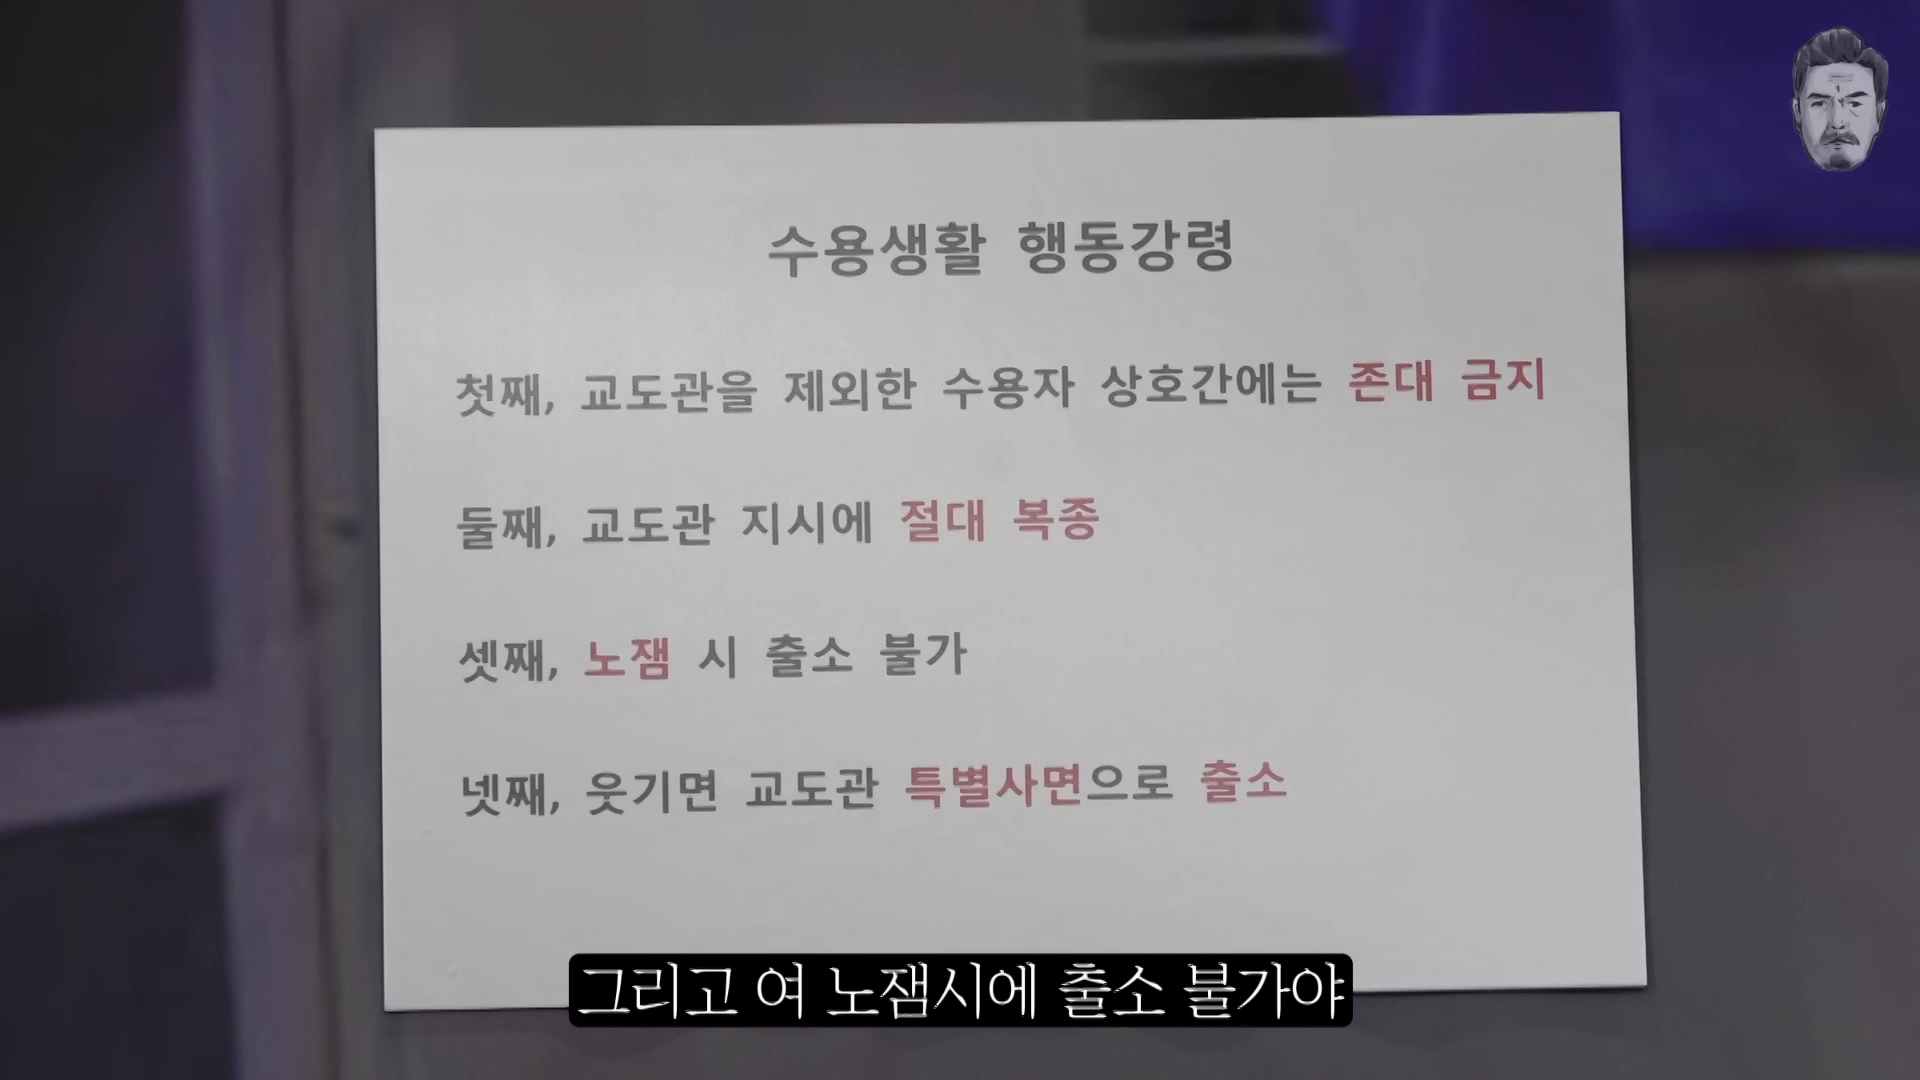 수용생활 행동강령
첫째, 교도관을 제외한 수용자 상호간에는 존대 금지
둘째, 교도관 지시에 절대 복종
셋째, 노잼 시 출소 불가
넷째, 웃기면 교도관 특별사면으로 출소
그리고 여 노잼시에 출소 불가야